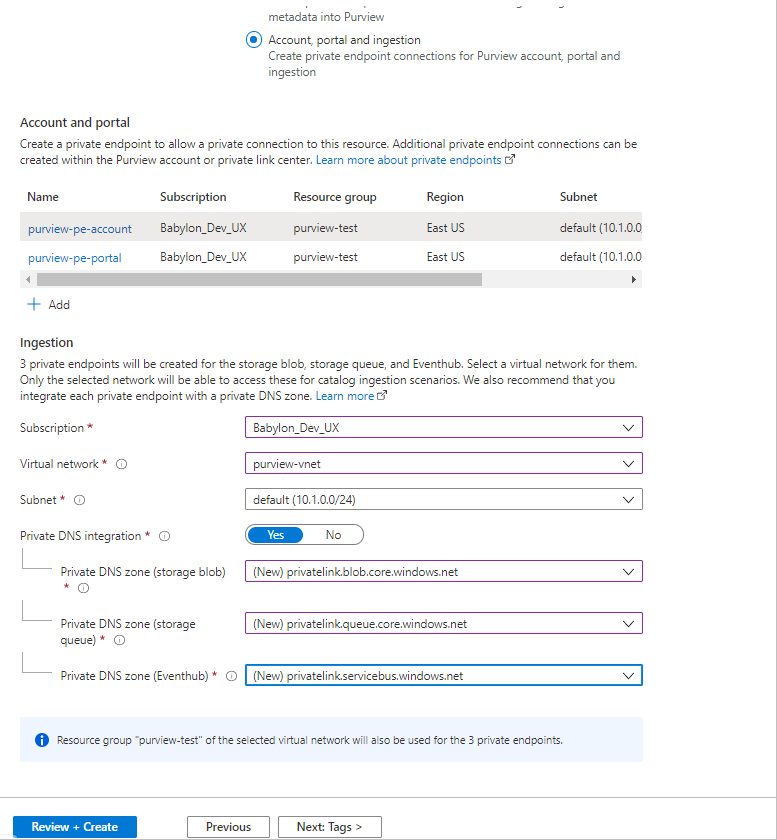 metadata into Purview
Account, portal and ingestion
Create private endpoint connections for Purview account, portal and
ingestion
Account and portal
Create a private endpoint to allow a private connection to this resource. Additional private endpoint connections can be
created within the Purview account or private link center. Learn more about private endpoints
Name Subscription Resource group Region Subnet
purview-pe-account Babylon_Dev_UX purview-test East US default (10.1.0.0
purview-pe-portal Babylon_Dev_UX purview-test East US default (10.1.0.0
+ Add
Ingestion
3 private endpoints will be created for the storage blob, storage queue, and Eventhub. Select a virtual network for them.
Only the selected network will be able to access these for catalog ingestion scenarios. We also recommend that you
integrate each private endpoint with a private DNS zone. Learn more
Subscription * Babylon_Dev_UX
Virtual network * purview-vnet
Subnet * default (10.1.0.0/24)
Private DNS integration * Yes No
Private DNS zone (storage blob) (New) privatelink.blob.core.windows.net
*
Private DNS zone (storage (New) privatelink.queue.core.windows.net
queue) *
Private DNS zone (Eventhub) * (New) privatelink.servicebus.windows.net
Resource group "purview-test" of the selected virtual network will also be used for the 3 private endpoints.
Review + Create Previous Next: Tags >